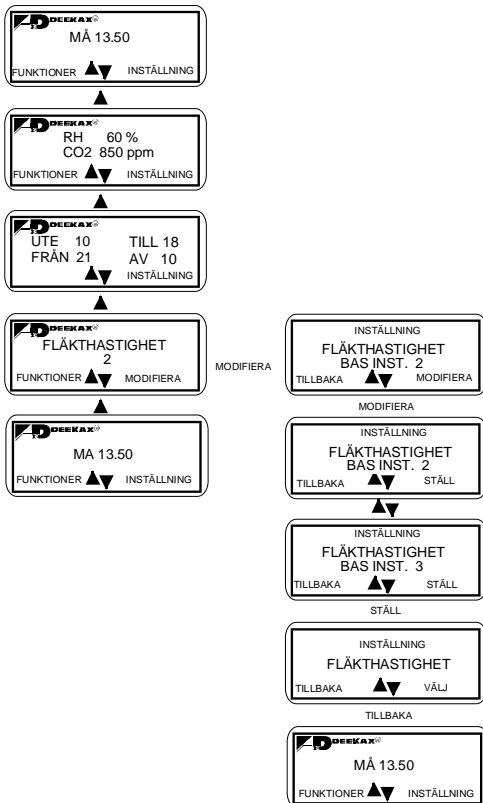 DEEKAX®
MÅ 13.50
FUNKTIONER INSTÄLLNING
DEEKAX®
RH 60 %
CO2 850 ppm
FUNKTIONER INSTÄLLNING
DEEKAX®
UTE 10 TILL 18
FRÅN 21 AV 10
INSTÄLLNING
DEEKAX®
FLÄKTHASTIGHET
2
FUNKTIONER MODIFIERA
DEEKAX®
MA 13.50
FUNKTIONER INSTÄLLNING
MODIFIERA
INSTÄLLNING
FLÄKTHASTIGHET
BAS INST. 2
TILLBAKA MODIFIERA
MODIFIERA
INSTÄLLNING
FLÄKTHASTIGHET
BAS INST. 2
TILLBAKA STÄLL
INSTÄLLNING
FLÄKTHASTIGHET
BAS INST. 3
TILLBAKA STÄLL
STÄLL
INSTÄLLNING
FLÄKTHASTIGHET
TILLBAKA VÄLJ
TILLBAKA
DEEKAX®
MÅ 13.50
FUNKTIONER INSTÄLLNING